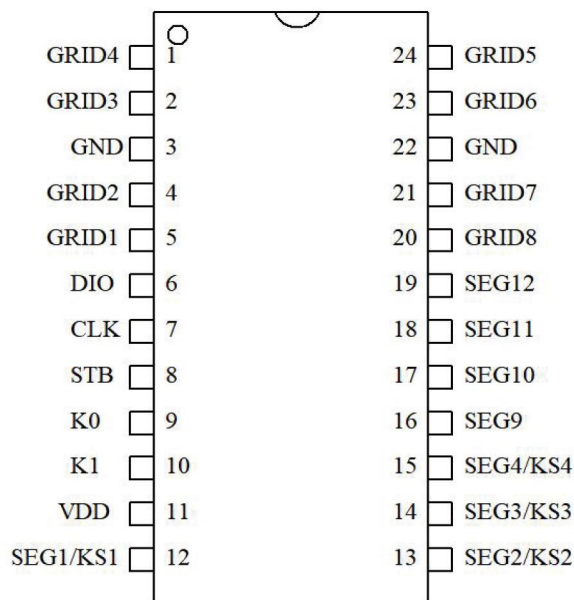 GRID4 1 24 GRID5
GRID3 2 23 GRID6
GND 3 22 GND
GRID2 4 21 GRID7
GRID1 5 20 GRID8
DIO 6 19 SEG12
CLK 7 18 SEG11
STB 8 17 SEG10
K0 9 16 SEG9
K1 10 15 SEG4/KS4
VDD 11 14 SEG3/KS3
SEG1/KS1 12 13 SEG2/KS2